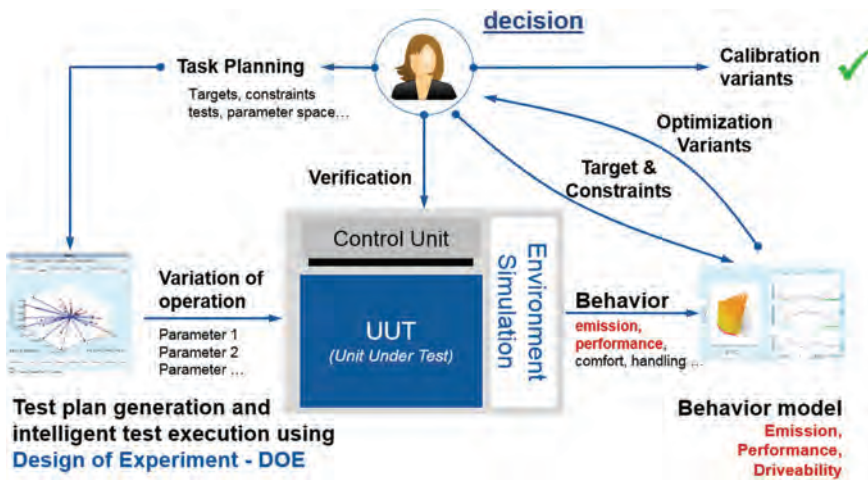 decision
Task Planning
Targets, constraints
tests, parameter space…
Calibration
variants
Optimization
Variants
Target &
Constraints
Verification
Control Unit
Environment
Simulation
Variation of
operation
Parameter 1
Parameter 2
Parameter ...
UUT
(Unit Under Test)
Behavior
emission,
performance,
comfort, handling ...
Test plan generation and
intelligent test execution using
Design of Experiment - DOE
Behavior model
Emission,
Performance,
Driveability